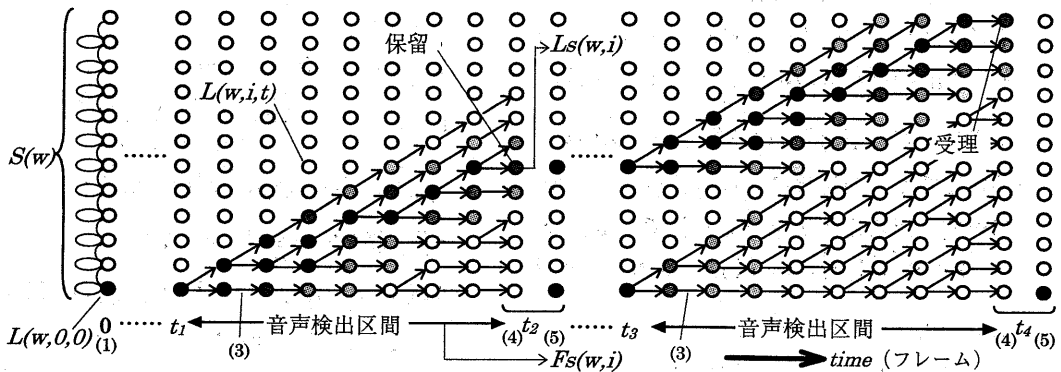 保留
Ls(w,i)
L(w,i,t)
S(w)
受理
L(w,0,0)
0 ...... t1 音声検出区間 t2 ...... t3 音声検出区間 t4
(1) (3) (4) (5) (3) (4) (5)
Fs(w,i)
time (フレーム)